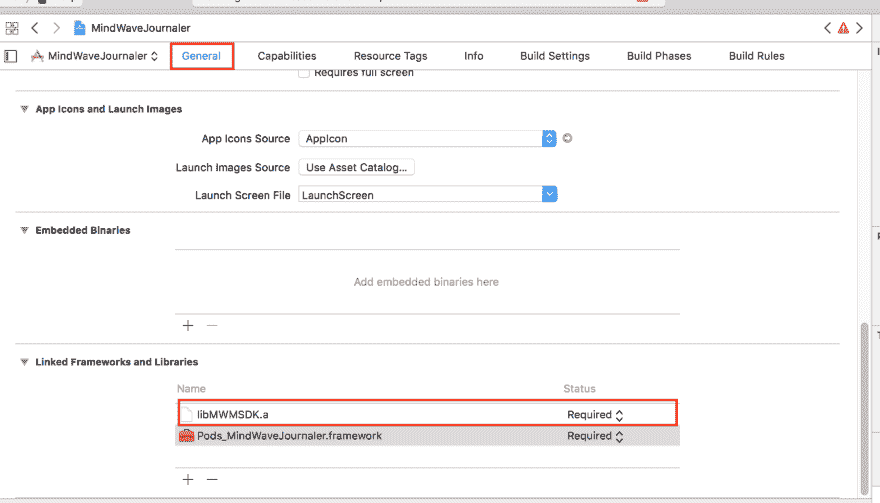 MindWaveJournaler
MindWaveJournaler General Capabilities Resource Tags Info Build Settings Build Phases Build Rules
Requires full screen
App Icons and Launch Images
App Icons Source AppIcon
Launch Images Source Use Asset Catalog...
Launch Screen File LaunchScreen
Embedded Binaries
Add embedded binaries here
Linked Frameworks and Libraries
Name Status
libMWMSDK.a Required
Pods_MindWaveJournaler.framework Required